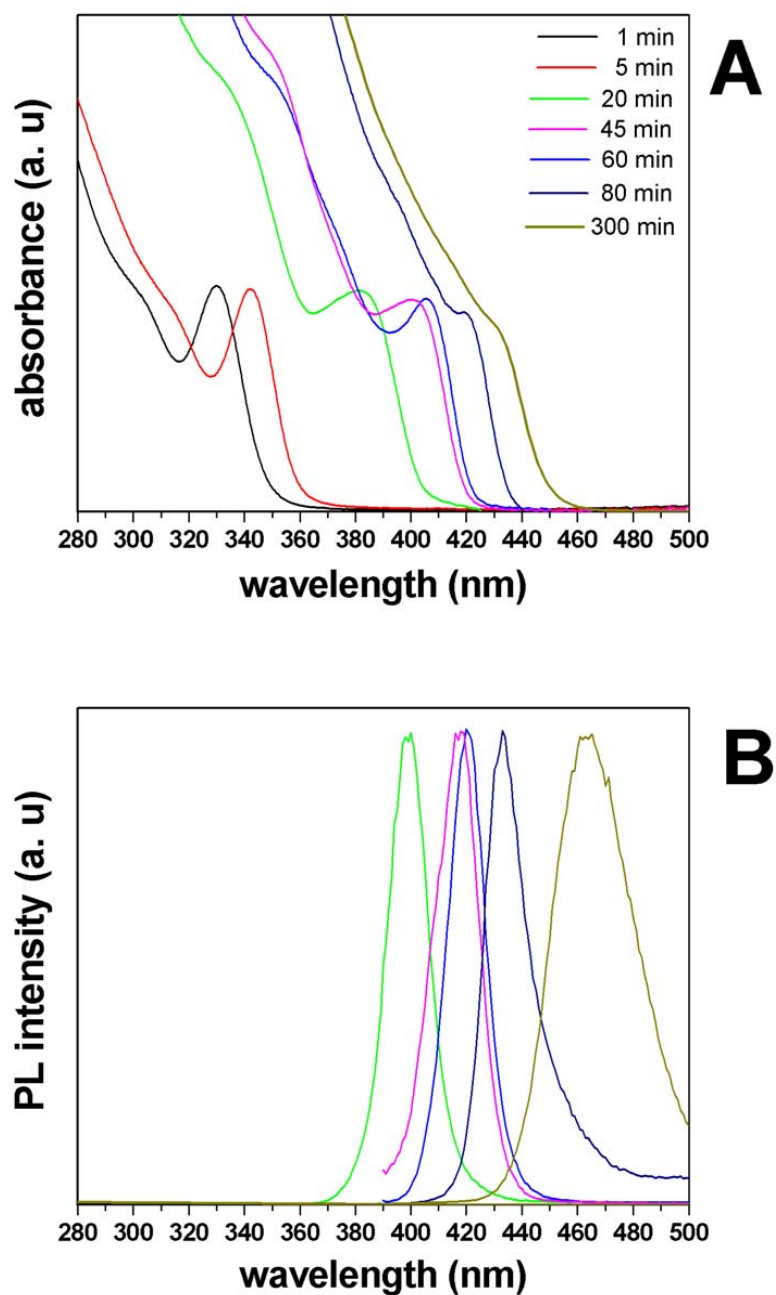 A
1 min
5 min
20 min
45 min
60 min
80 min
300 min
absorbance (a. u)
280 300 320 340 360 380 400 420 440 460 480 500
wavelength (nm)
B
PL intensity (a. u)
280 300 320 340 360 380 400 420 440 460 480 500
wavelength (nm)